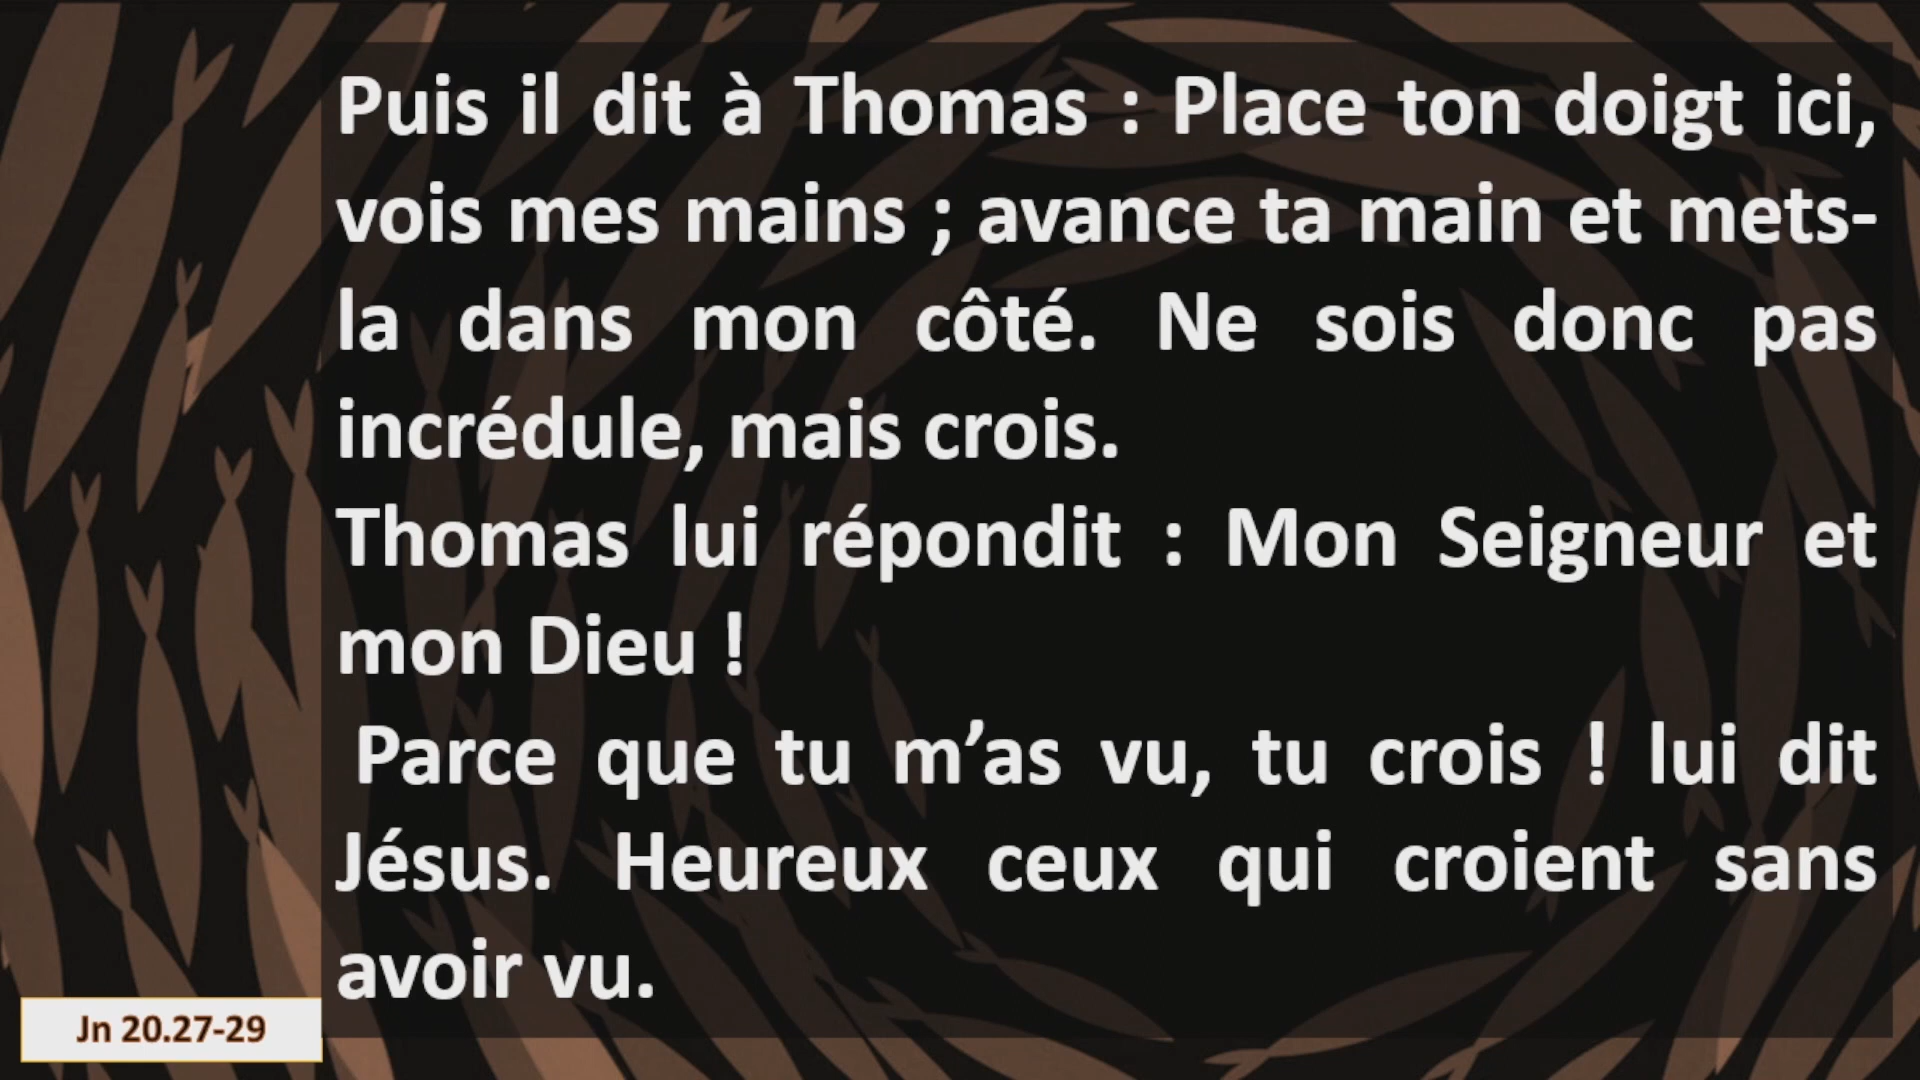 Puis il dit à Thomas : Place ton doigt ici,
vois mes mains ; avance ta main et mets-
la dans mon côté. Ne sois donc pas
incrédule, mais crois.
Thomas lui répondit : Mon Seigneur et
mon Dieu !
Parce que tu m’as vu, tu crois ! lui dit
Jésus. Heureux ceux qui croient sans
avoir vu.
Jn 20.27-29